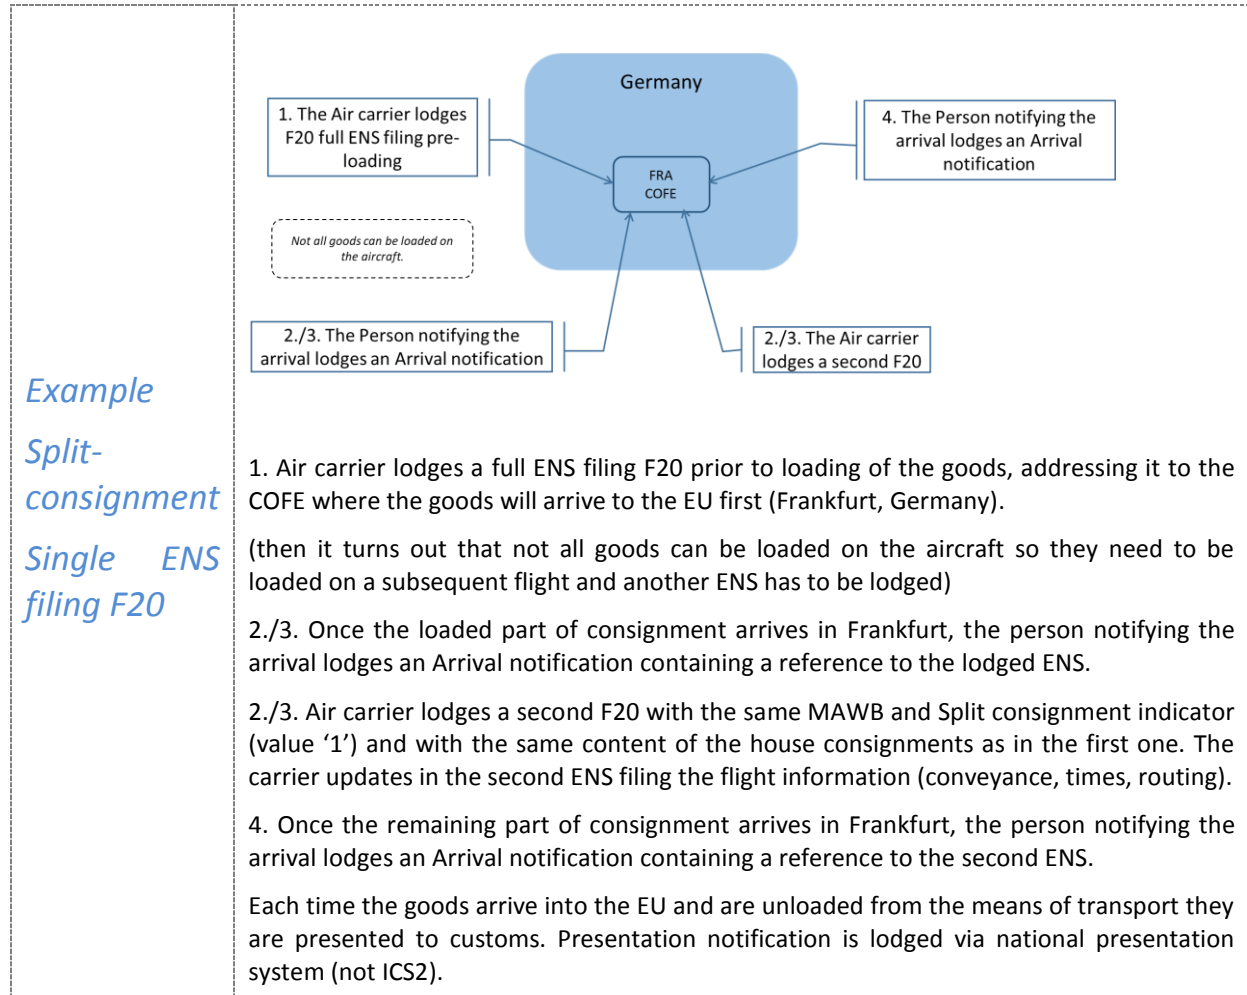 Germany
1. The Air carrier lodges
F20 full ENS filing pre-
loading
4. The Person notifying the
arrival lodges an Arrival
notification
FRA
COFE
Not all goods can be loaded on
the aircraft.
2./3. The Person notifying the
arrival lodges an Arrival notification
2./3. The Air carrier
lodges a second F20
Example
Split-
consignment
Single ENS
filing F20
1. Air carrier lodges a full ENS filing F20 prior to loading of the goods, addressing it to the
COFE where the goods will arrive to the EU first (Frankfurt, Germany).
(then it turns out that not all goods can be loaded on the aircraft so they need to be
loaded on a subsequent flight and another ENS has to be lodged)
2./3. Once the loaded part of consignment arrives in Frankfurt, the person notifying the
arrival lodges an Arrival notification containing a reference to the lodged ENS.
2./3. Air carrier lodges a second F20 with the same MAWB and Split consignment indicator
(value ‘1’) and with the same content of the house consignments as in the first one. The
carrier updates in the second ENS filing the flight information (conveyance, times, routing).
4. Once the remaining part of consignment arrives in Frankfurt, the person notifying the
arrival lodges an Arrival notification containing a reference to the second ENS.
Each time the goods arrive into the EU and are unloaded from the means of transport they
are presented to customs. Presentation notification is lodged via national presentation
system (not ICS2).